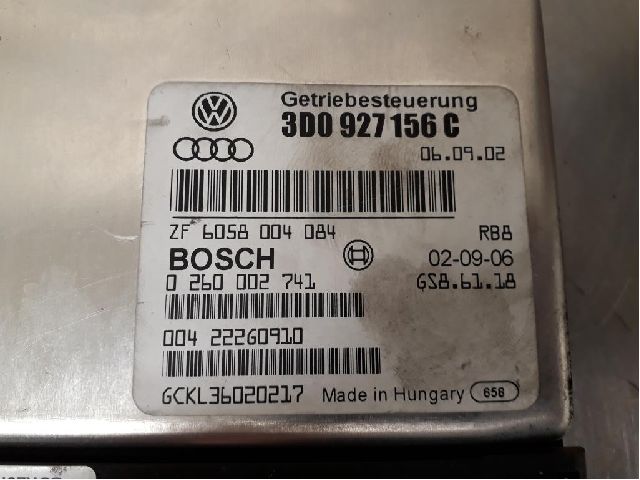 Getriebesteuerung
3D0 927 156 C
06.09.02
ZF 6058 004 084 RB8
BOSCH 02-09-06
0 260 002 741 GS8.61.18
004 22260910
GCKL36020217 Made in Hungary 658